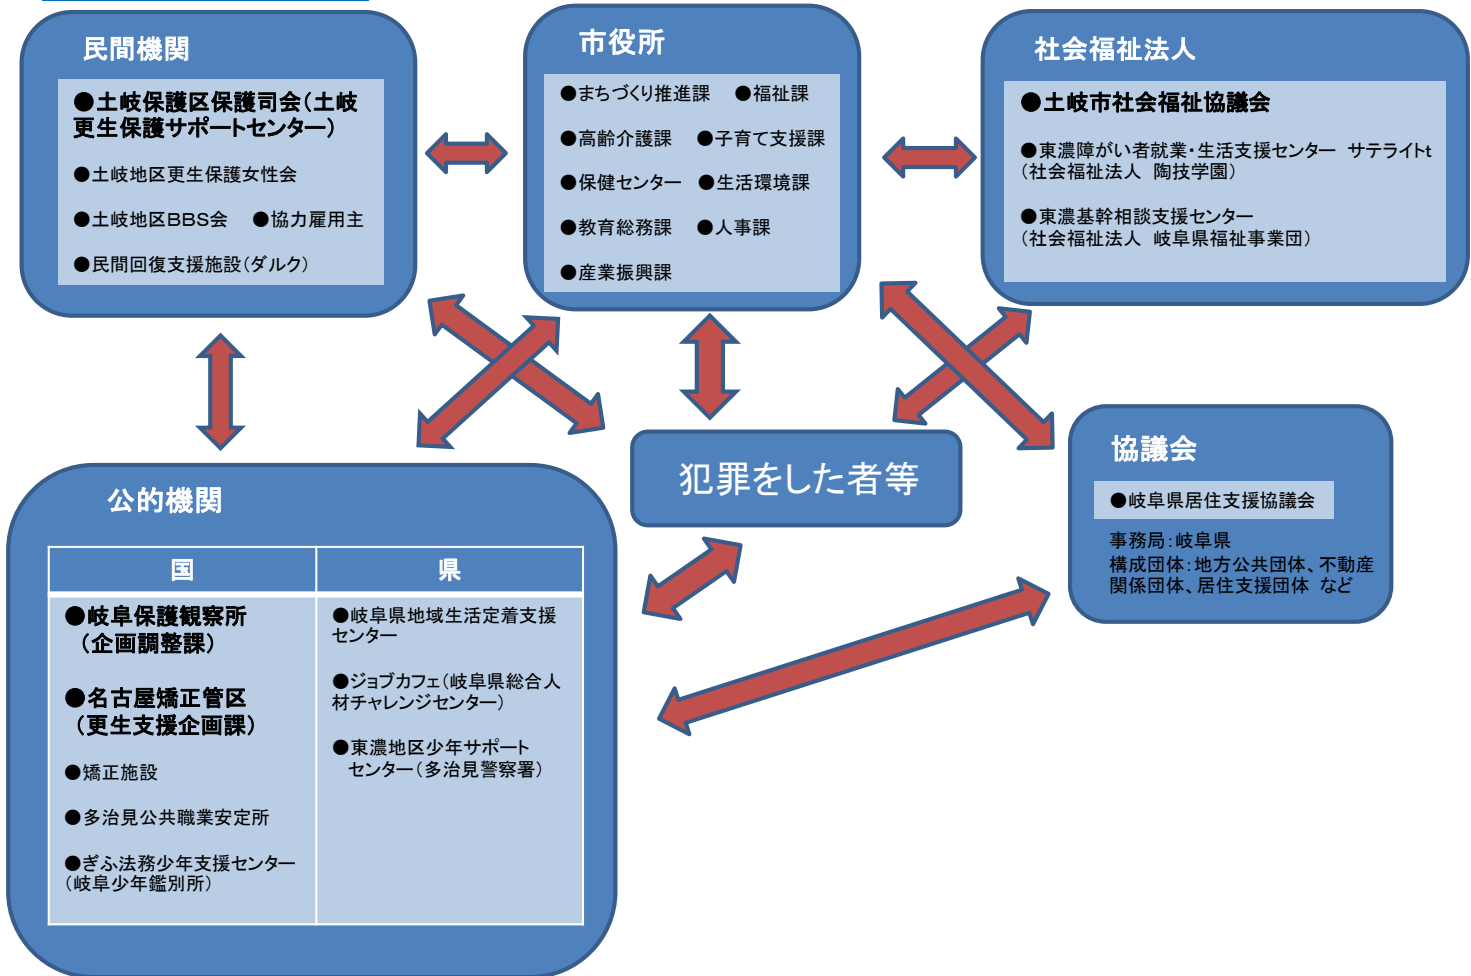 民間機関
●土岐保護区保護司会(土岐
更生保護サポートセンター)
●土岐地区更生保護女性会
●土岐地区BBS会 ●協力雇用主
●民間回復支援施設(ダルク)
市役所
●まちづくり推進課 ●福祉課
●高齢介護課 ●子育て支援課
●保健センター ●生活環境課
●教育総務課 ●人事課
●産業振興課
社会福祉法人
●土岐市社会福祉協議会
●東濃障がい者就業・生活支援センター サテライトt
(社会福祉法人 陶技学園)
●東濃基幹相談支援センター
(社会福祉法人 岐阜県福祉事業団)
犯罪をした者等
協議会
●岐阜県居住支援協議会
事務局:岐阜県
構成団体:地方公共団体、不動産
関係団体、居住支援団体 など
公的機関
国
●岐阜保護観察所
(企画調整課)
●名古屋矯正管区
(更生支援企画課)
●矯正施設
●多治見公共職業安定所
●ぎふ法務少年支援センター
(岐阜少年鑑別所)
県
●岐阜県地域生活定着支援
センター
●ジョブカフェ(岐阜県総合人
材チャレンジセンター)
●東濃地区少年サポート
センター(多治見警察署)